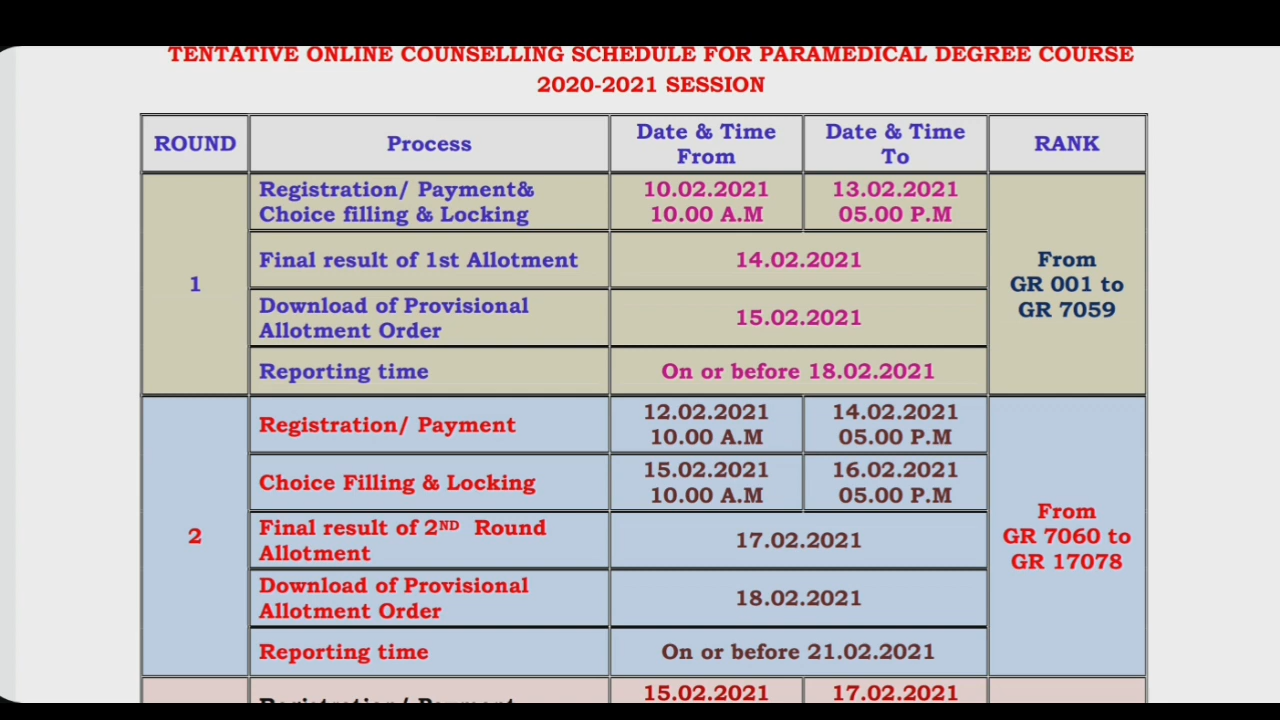 TENTATIVE ONLINE COUNSELLING SCHEDULE FOR PARAMEDICAL DEGREE COURSE
2020-2021 SESSION
ROUND
Process
Date & Time
From
Date & Time
To
RANK
1
Registration/ Payment&
Choice filling & Locking
10.02.2021
10.00 A.M
13.02.2021
05.00 P.M
Final result of 1st Allotment
14.02.2021
Download of Provisional
Allotment Order
15.02.2021
Reporting time
On or before 18.02.2021
From
GR 001 to
GR 7059
2
Registration/ Payment
12.02.2021
10.00 A.M
14.02.2021
05.00 P.M
Choice Filling & Locking
15.02.2021
10.00 A.M
16.02.2021
05.00 P.M
Final result of 2ND Round
Allotment
17.02.2021
Download of Provisional
Allotment Order
18.02.2021
Reporting time
On or before 21.02.2021
From
GR 7060 to
GR 17078
Registration/ Payment
15.02.2021
17.02.2021